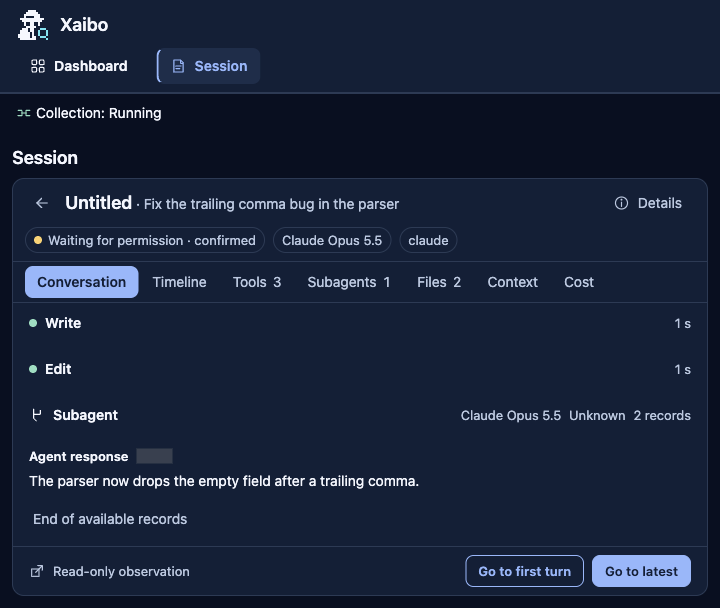 Xaibo
Dashboard Session
Collection: Running
Session
Untitled · Fix the trailing comma bug in the parser Details
Waiting for permission · confirmed Claude Opus 5.5 claude
Conversation Timeline Tools 3 Subagents 1 Files 2 Context Cost
Write 1 s
Edit 1 s
Subagent Claude Opus 5.5 Unknown 2 records
Agent response
The parser now drops the empty field after a trailing comma.
End of available records
Read-only observation Go to first turn Go to latest